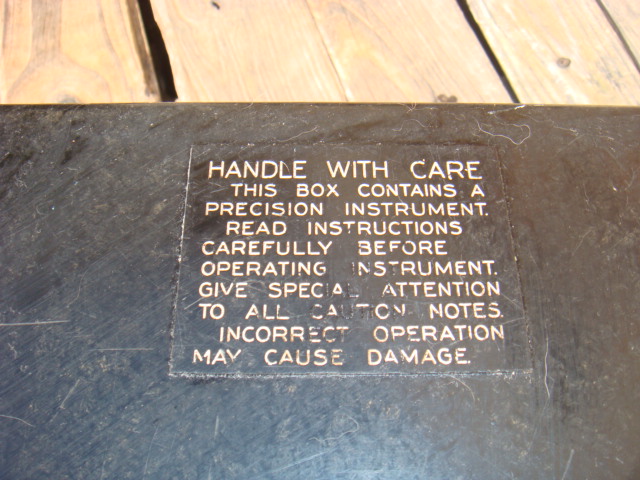 HANDLE WITH CARE
THIS BOX CONTAINS A
PRECISION INSTRUMENT.
READ INSTRUCTIONS
CAREFULLY BEFORE
OPERATING INSTRUMENT.
GIVE SPECIAL ATTENTION
TO ALL CAUTION NOTES.
INCORRECT OPERATION
MAY CAUSE DAMAGE.